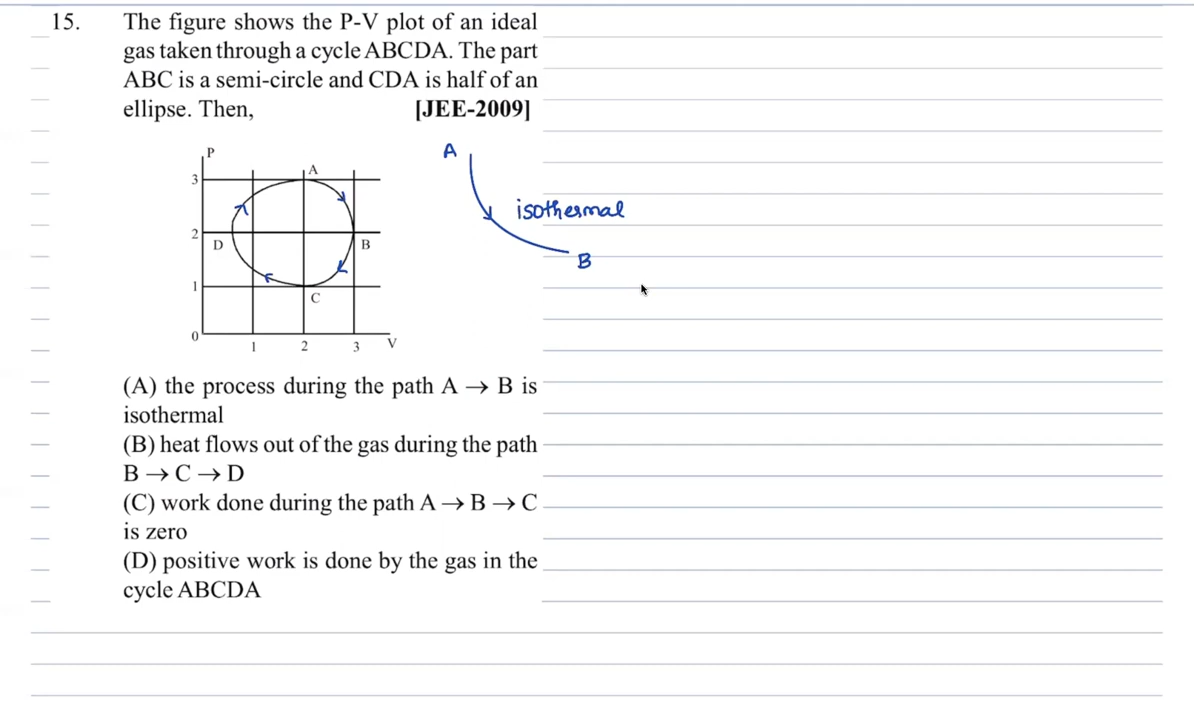 15. The figure shows the P-V plot of an ideal
gas taken through a cycle ABCDA. The part
ABC is a semi-circle and CDA is half of an
ellipse. Then, [JEE-2009]
P
A
3
2
D
B
1
C
0
1 2 3 V
A
isothermal
B
(A) the process during the path A → B is
isothermal
(B) heat flows out of the gas during the path
B → C → D
(C) work done during the path A → B → C
is zero
(D) positive work is done by the gas in the
cycle ABCDA